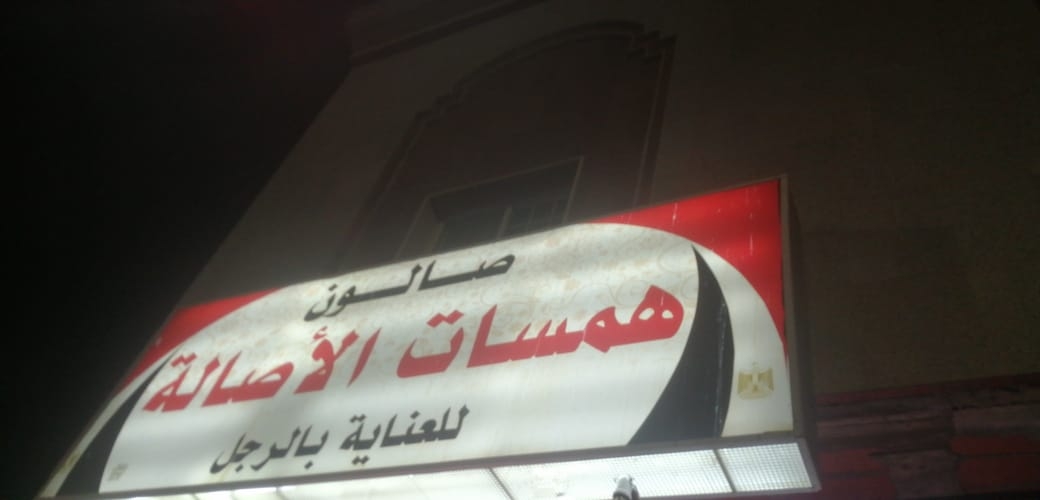 صالون
همسات الأصالة
للعناية بالرجل